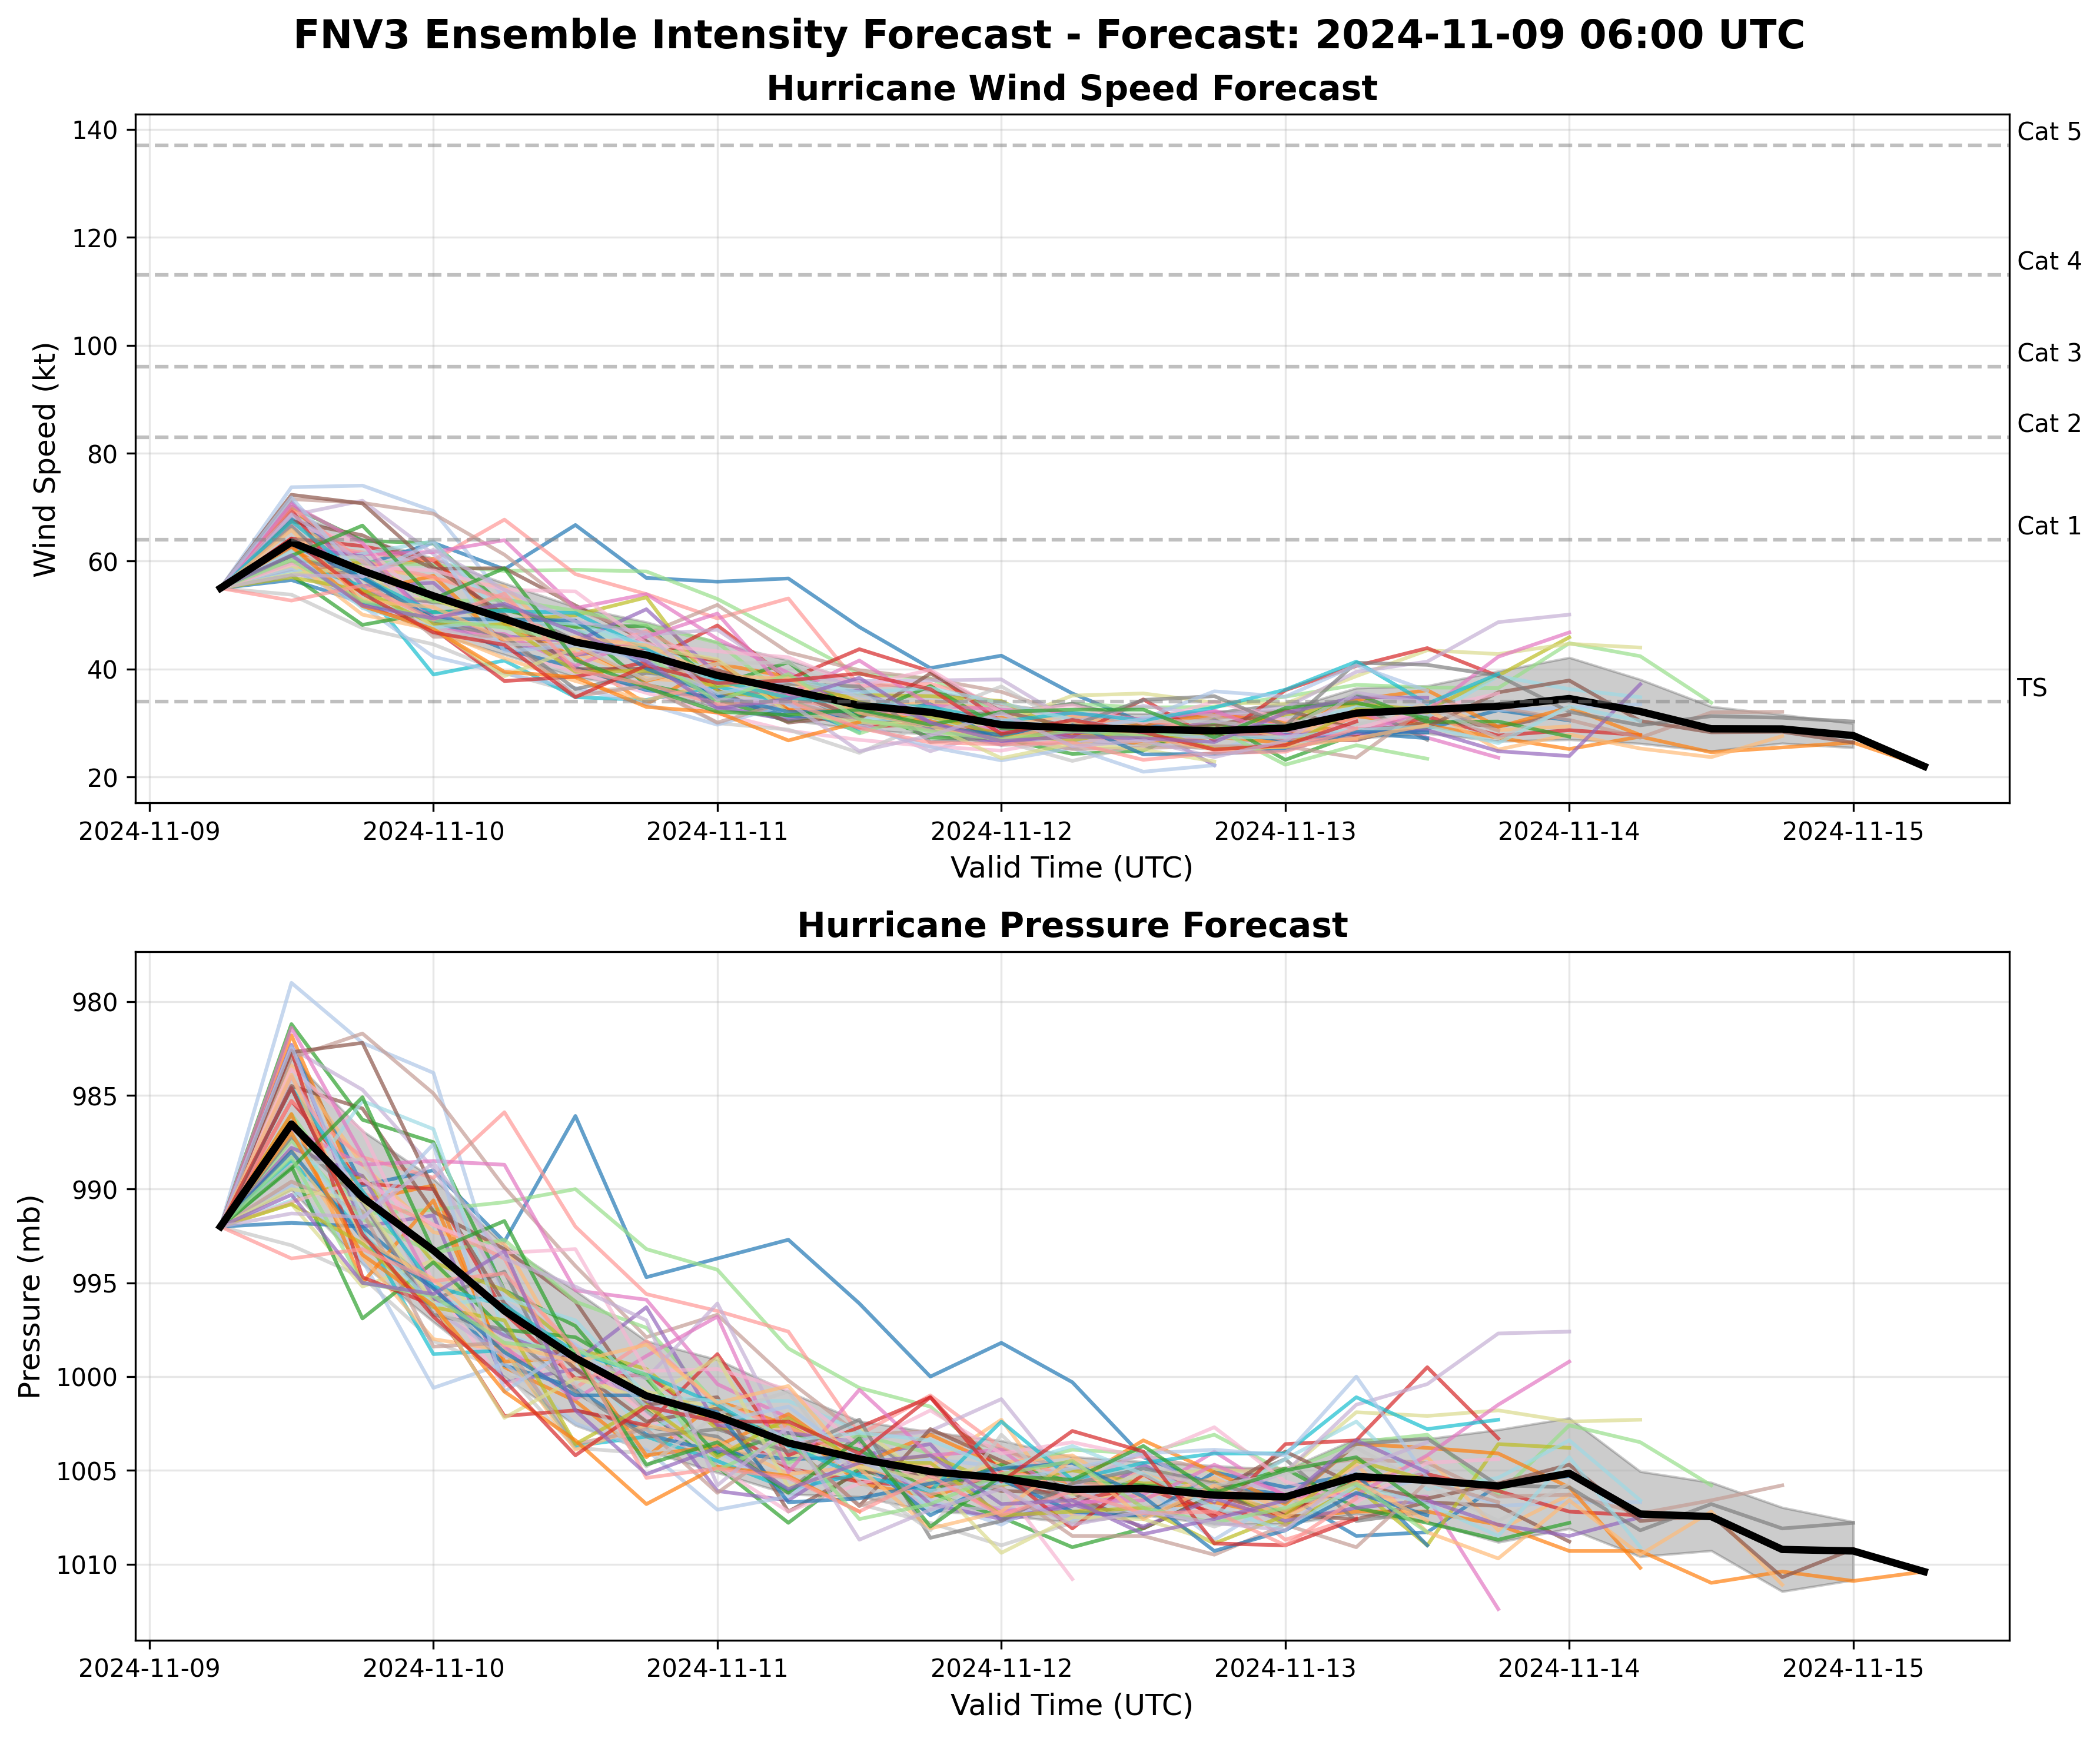 FNV3 Ensemble Intensity Forecast - Forecast: 2024-11-09 06:00 UTC
Hurricane Wind Speed Forecast
Wind Speed (kt)
140
120
100
80
60
40
20
Cat 5
Cat 4
Cat 3
Cat 2
Cat 1
TS
2024-11-09 2024-11-10 2024-11-11 2024-11-12 2024-11-13 2024-11-14 2024-11-15
Valid Time (UTC)
Hurricane Pressure Forecast
Pressure (mb)
980
985
990
995
1000
1005
1010
2024-11-09 2024-11-10 2024-11-11 2024-11-12 2024-11-13 2024-11-14 2024-11-15
Valid Time (UTC)